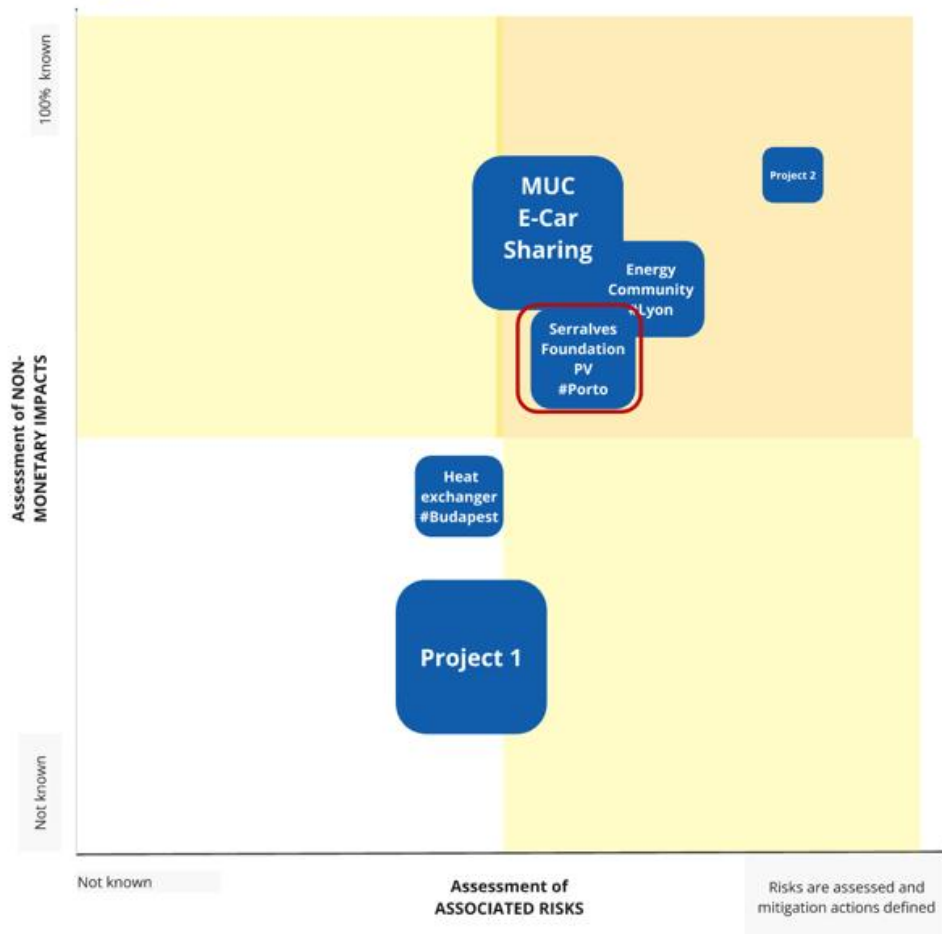 100% known
MUC
E-Car
Sharing
Project 2
Energy
Community
#Lyon
Serralves
Foundation
PV
#Porto
Assessment of NON-
MONETARY IMPACTS
Heat
exchanger
#Budapest
Project 1
Not known
Not known
Assessment of
ASSOCIATED RISKS
Risks are assessed and
mitigation actions defined